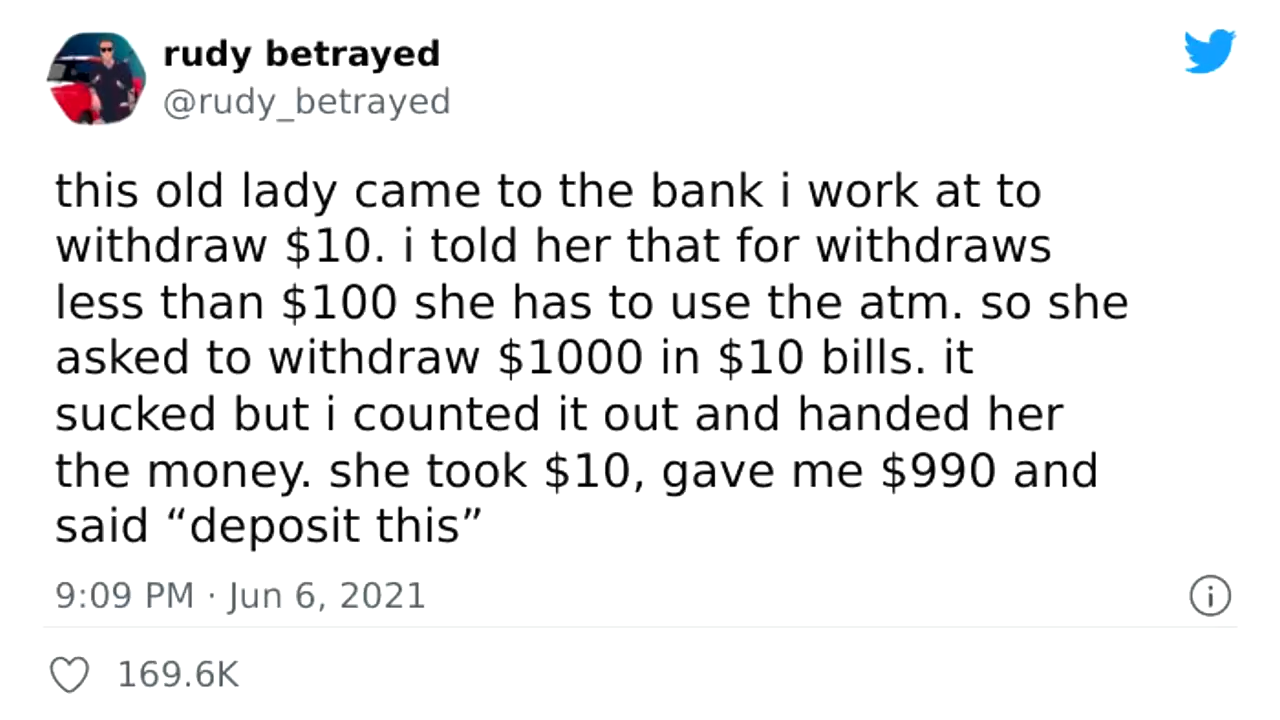 rudy betrayed
@rudy_betrayed
this old lady came to the bank i work at to
withdraw $10. i told her that for withdraws
less than $100 she has to use the atm. so she
asked to withdraw $1000 in $10 bills. it
sucked but i counted it out and handed her
the money. she took $10, gave me $990 and
said “deposit this”
9:09 PM · Jun 6, 2021
169.6K